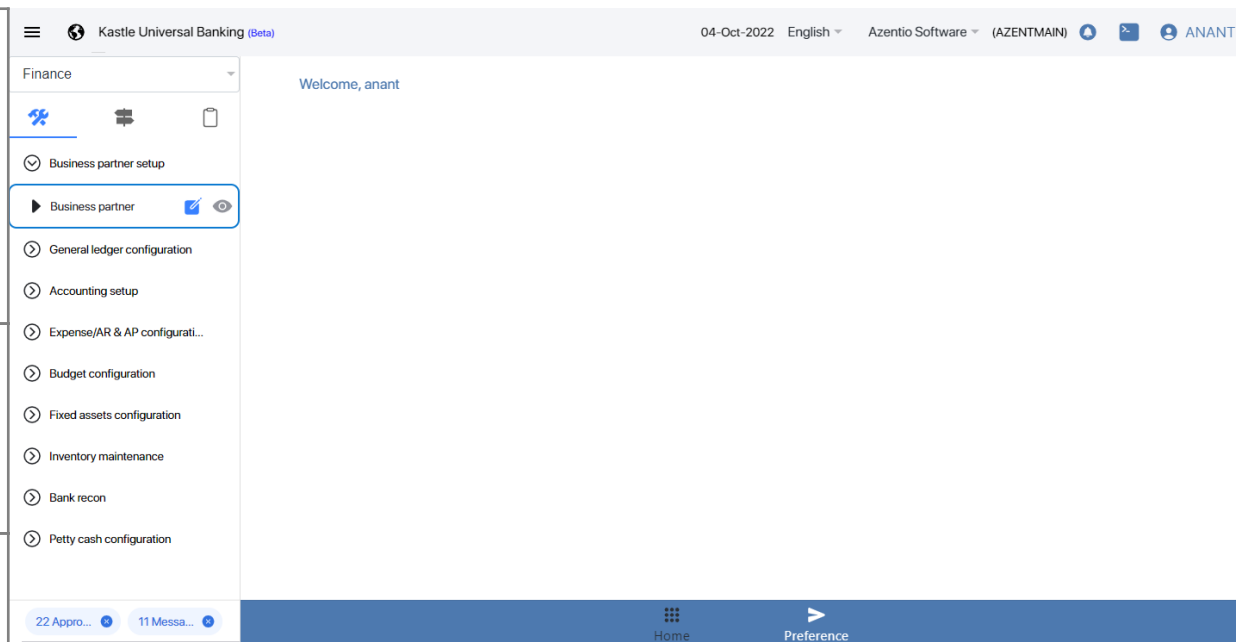 Kastle Universal Banking (Beta)
04-Oct-2022 English Azentio Software (AZENTMAIN) ANANT
Finance
Welcome, anant
Business partner setup
Business partner
General ledger configuration
Accounting setup
Expense/AR & AP configurati...
Budget configuration
Fixed assets configuration
Inventory maintenance
Bank recon
Petty cash configuration
22 Appro... 11 Messa...
Home Preference